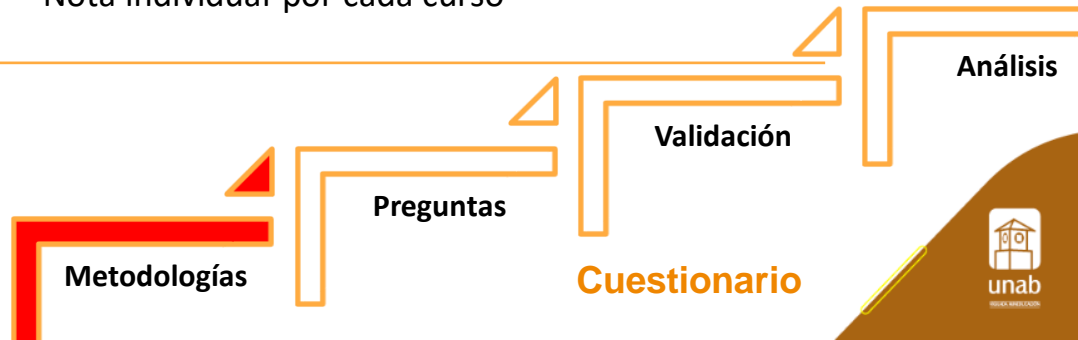 Nota individual por cada curso
Análisis
Validación
Preguntas
Metodologías
Cuestionario
unab